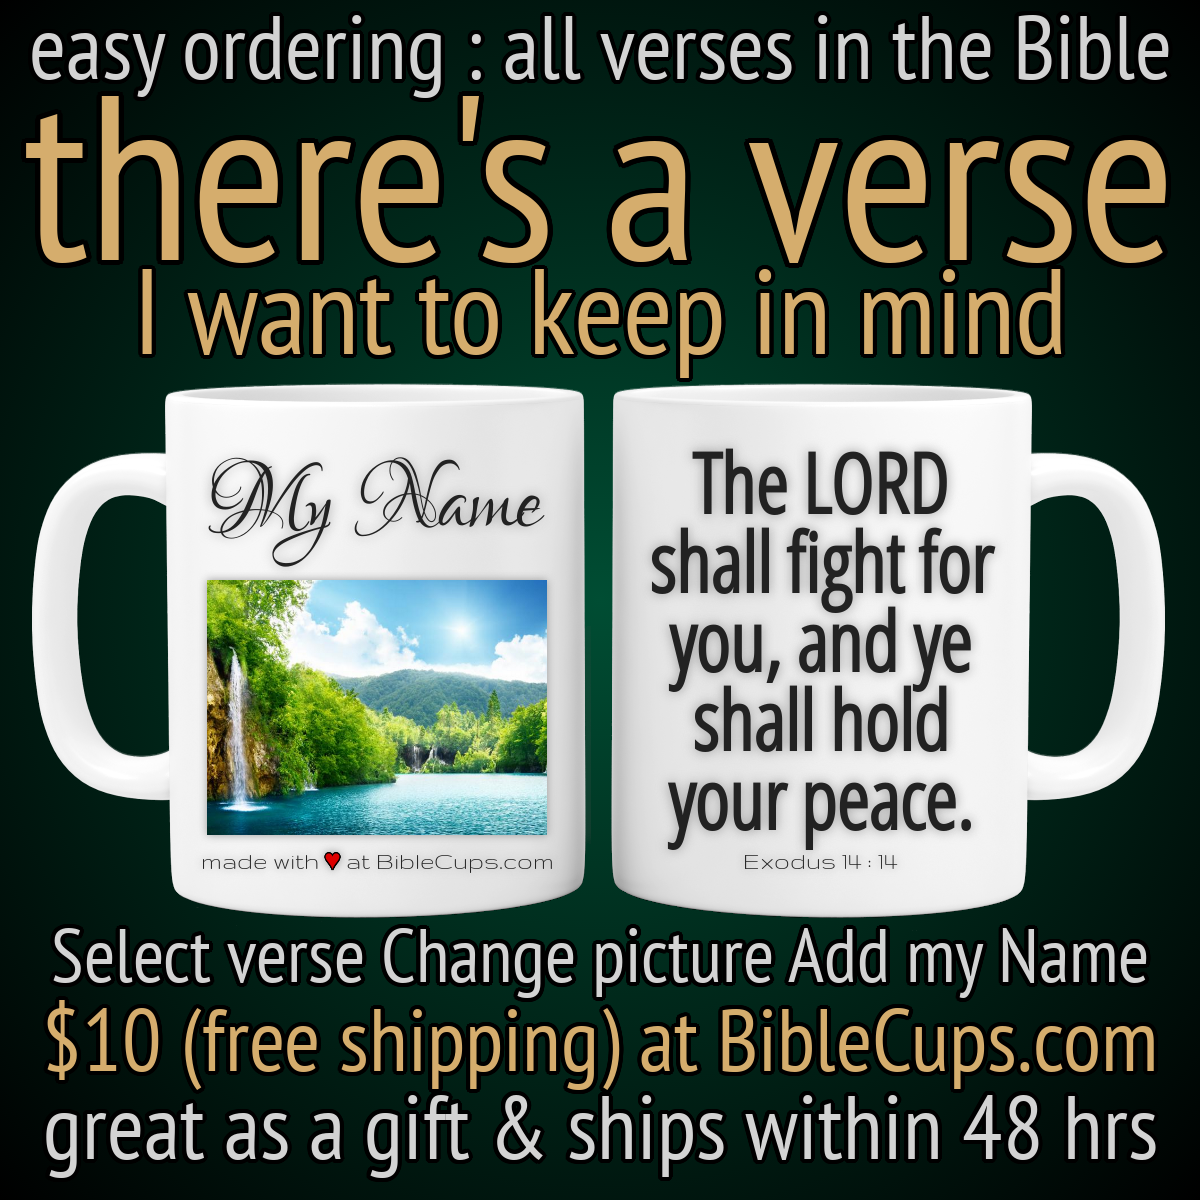 easy ordering : all verses in the Bible
there's a verse
I want to keep in mind
My Name
made with ♥ at BibleCups.com
The LORD
shall fight for
you, and ye
shall hold
your peace.
Exodus 14 : 14
Select verse Change picture Add my Name
$10 (free shipping) at BibleCups.com
great as a gift & ships within 48 hrs